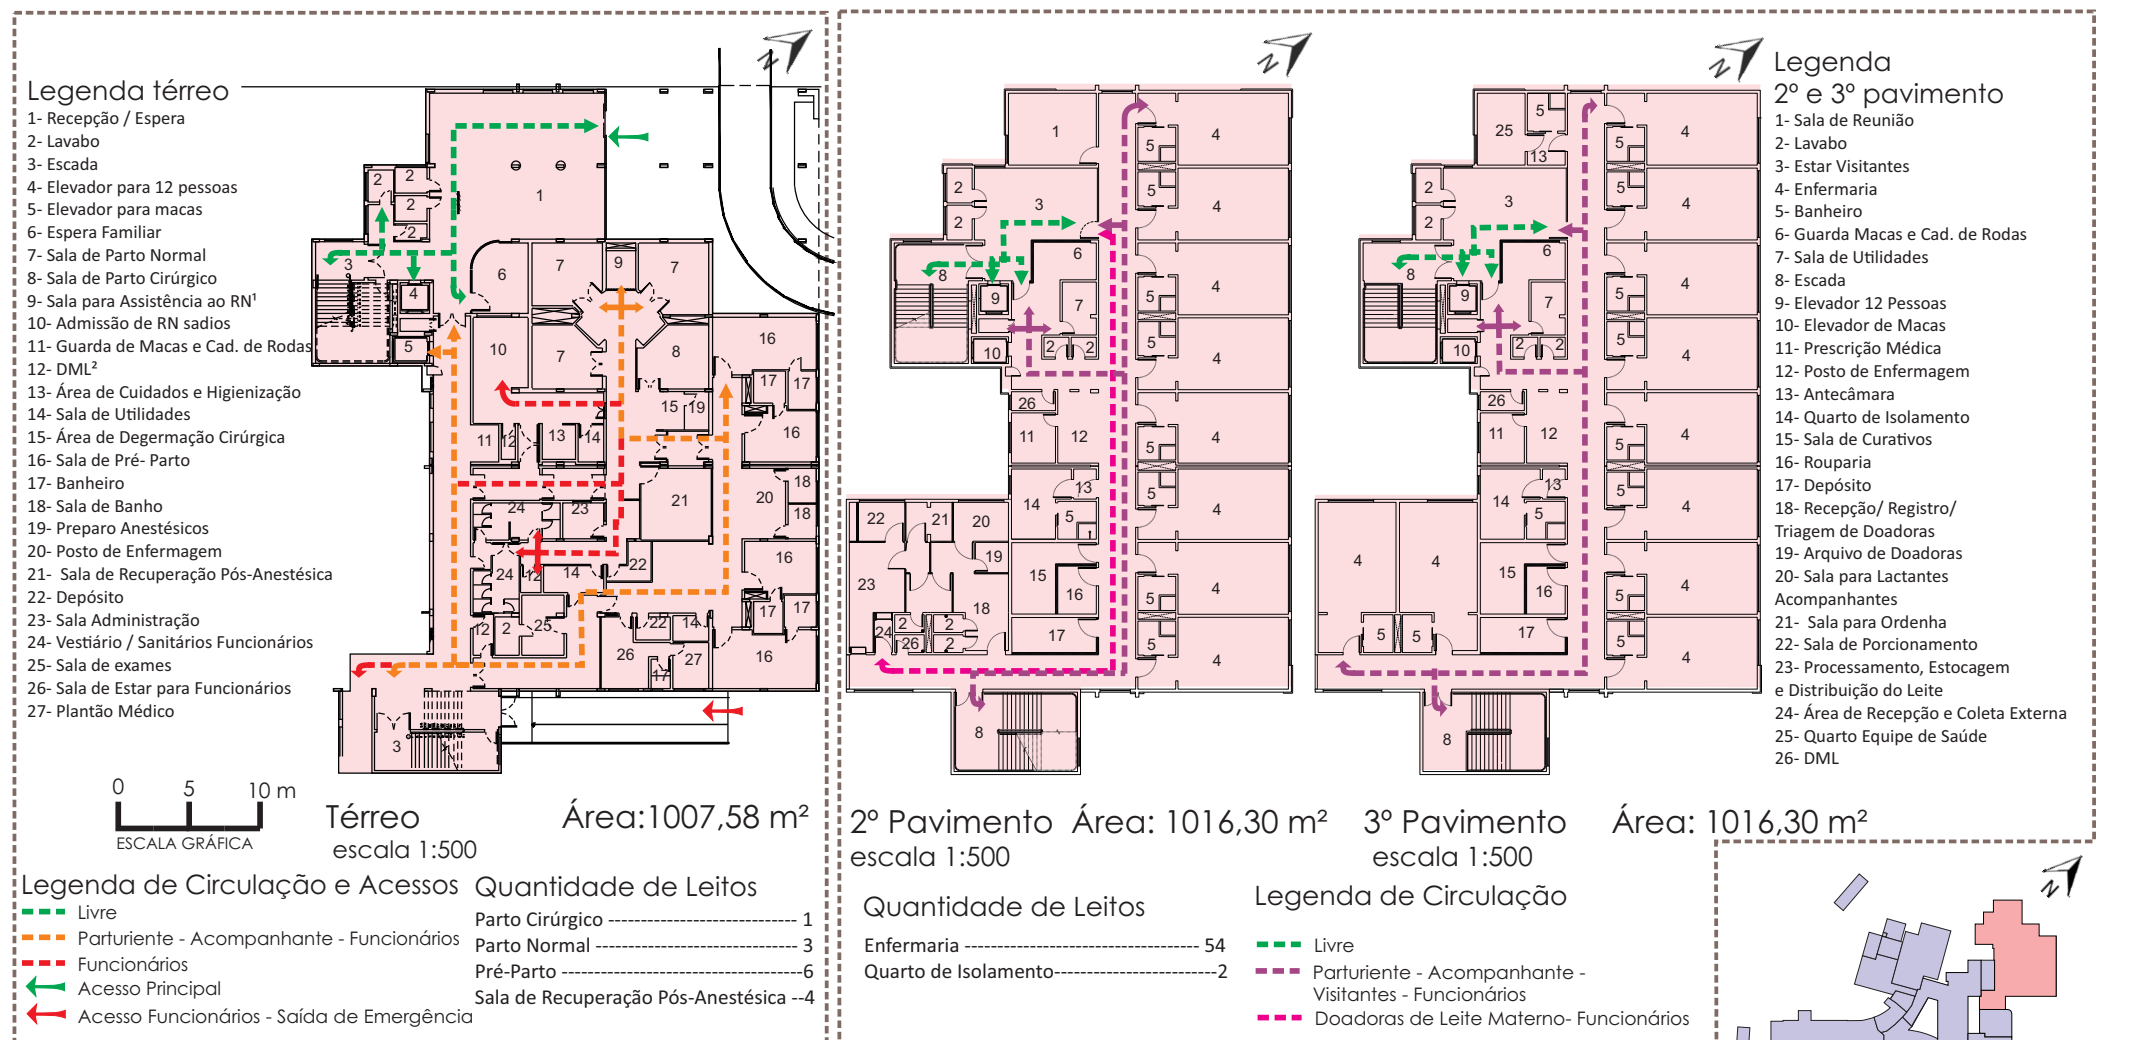 Legenda térreo
1- Recepção / Espera
2- Lavabo
3- Escada
4- Elevador para 12 pessoas
5- Elevador para macas
6- Espera Familiar
7- Sala de Parto Normal
8- Sala de Parto Cirúrgico
9- Sala para Assistência ao RN¹
10- Admissão de RN sadios
11- Guarda de Macas e Cad. de Rodas
12- DML²
13- Área de Cuidados e Higienização
14- Sala de Utilidades
15- Área de Degermação Cirúrgica
16- Sala de Pré- Parto
17- Banheiro
18- Sala de Banho
19- Preparo Anestésicos
20- Posto de Enfermagem
21- Sala de Recuperação Pós-Anestésica
22- Depósito
23- Sala Administração
24- Vestiário / Sanitários Funcionários
25- Sala de exames
26- Sala de Estar para Funcionários
27- Plantão Médico
0 5 10 m
ESCALA GRÁFICA
Térreo Área:1007,58 m²
escala 1:500
Legenda de Circulação e Acessos
Livre
Parturiente - Acompanhante - Funcionários
Funcionários
Acesso Principal
Acesso Funcionários - Saída de Emergência
Quantidade de Leitos
Parto Cirúrgico ---------------------------- 1
Parto Normal ------------------------------ 3
Pré-Parto -----------------------------------6
Sala de Recuperação Pós-Anestésica --4
N
N
N
2º Pavimento Área: 1016,30 m²
escala 1:500
3º Pavimento Área: 1016,30 m²
escala 1:500
Quantidade de Leitos
Enfermaria ---------------------------------- 54
Quarto de Isolamento------------------------2
Legenda de Circulação
Livre
Parturiente - Acompanhante -
Visitantes - Funcionários
Doadoras de Leite Materno- Funcionários
Legenda
2º e 3º pavimento
1- Sala de Reunião
2- Lavabo
3- Estar Visitantes
4- Enfermaria
5- Banheiro
6- Guarda Macas e Cad. de Rodas
7- Sala de Utilidades
8- Escada
9- Elevador 12 Pessoas
10- Elevador de Macas
11- Prescrição Médica
12- Posto de Enfermagem
13- Antecâmara
14- Quarto de Isolamento
15- Sala de Curativos
16- Rouparia
17- Depósito
18- Recepção/ Registro/
Triagem de Doadoras
19- Arquivo de Doadoras
20- Sala para Lactantes
Acompanhantes
21- Sala para Ordenha
22- Sala de Porcionamento
23- Processamento, Estocagem
e Distribuição do Leite
24- Área de Recepção e Coleta Externa
25- Quarto Equipe de Saúde
26- DML
N